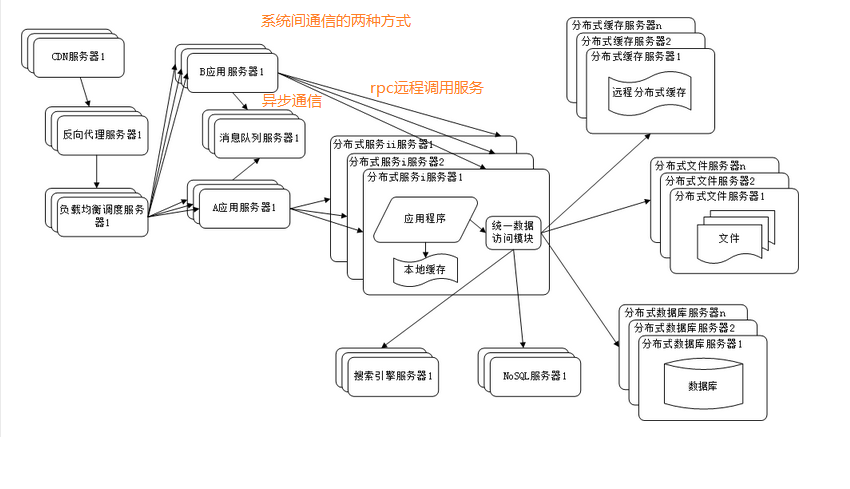 系统间通信的两种方式
CDN服务器1
反向代理服务器1
负载均衡调度服务
器1
B应用服务器1
异步通信
消息队列服务器1
A应用服务器1
rpc远程调用服务
分布式服务ii服务器1
分布式服务i服务器2
分布式服务i服务器1
应用程序
本地缓存
统一数据
访问模块
分布式缓存服务器n
分布式缓存服务器2
分布式缓存服务器1
远程分布式缓存
分布式文件服务器n
分布式文件服务器2
分布式文件服务器1
文件
分布式数据库服务器n
分布式数据库服务器2
分布式数据库服务器1
数据库
搜索引擎服务器1
NoSQL服务器1